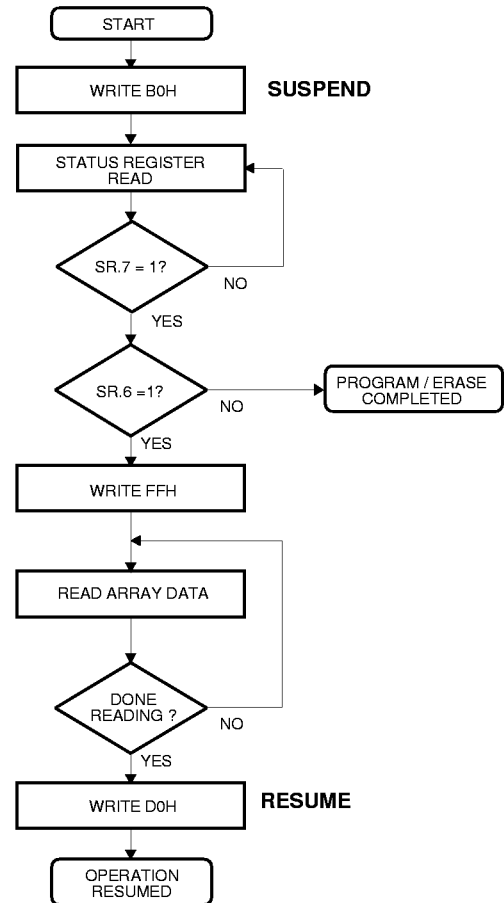 START
WRITE B0H
SUSPEND
STATUS REGISTER
READ
SR.7 = 1?
NO
YES
SR.6 =1?
NO
PROGRAM / ERASE
COMPLETED
YES
WRITE FFH
READ ARRAY DATA
DONE
READING ?
NO
YES
WRITE D0H
RESUME
OPERATION
RESUMED